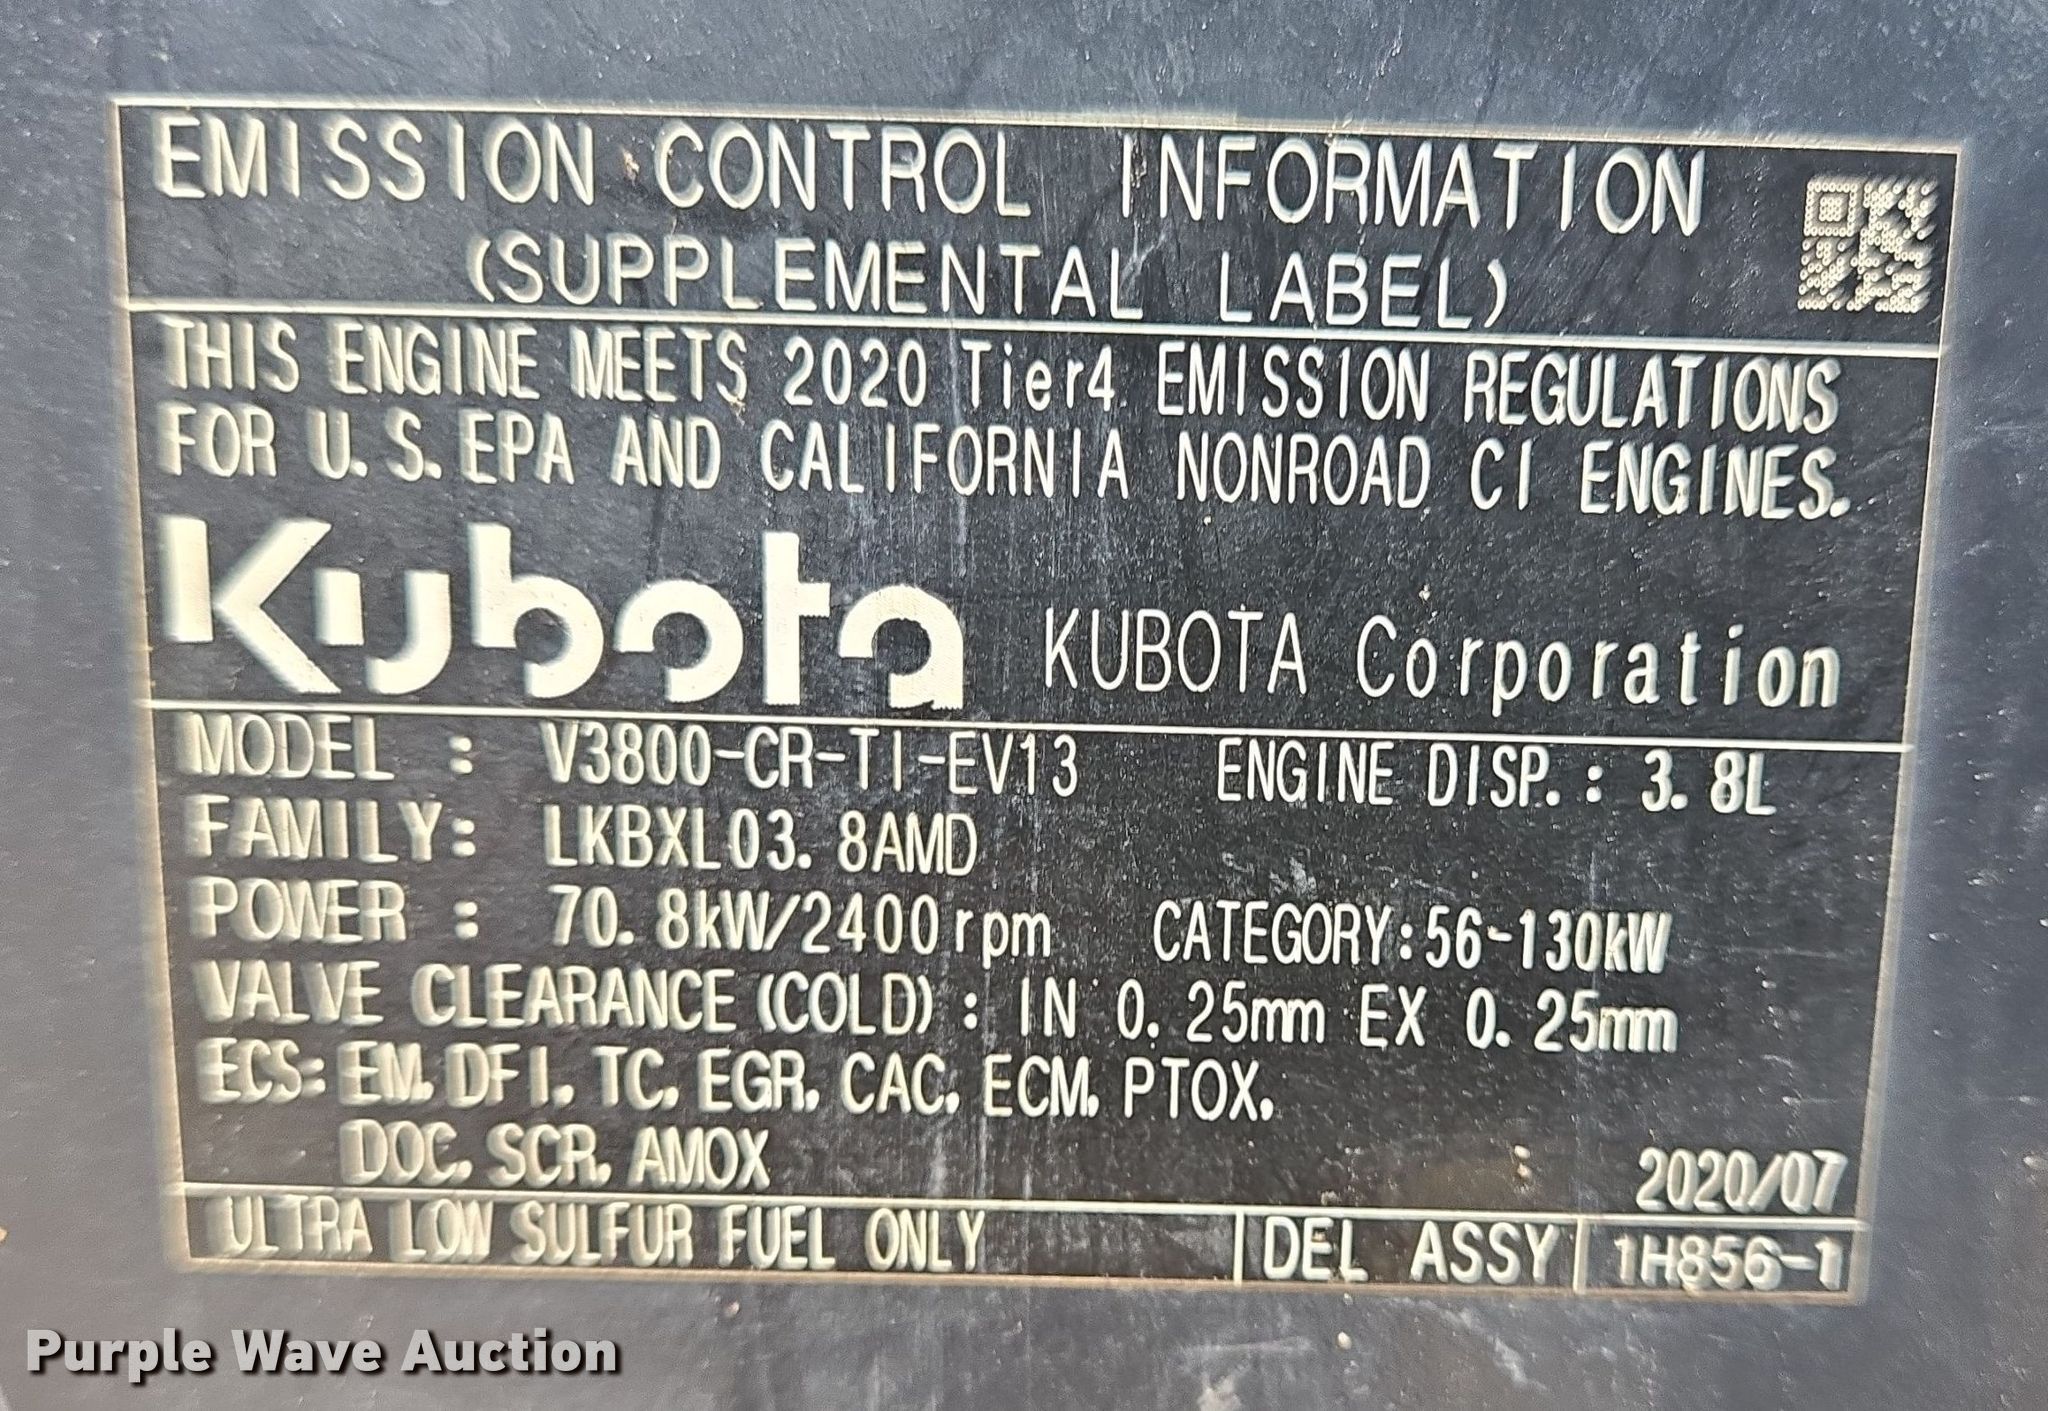 EMISSION CONTROL INFORMATION
(SUPPLEMENTAL LABEL)
THIS ENGINE MEETS 2020 Tier4 EMISSION REGULATIONS
FOR U.S.EPA AND CALIFORNIA NONROAD CI ENGINES.
Kubota KUBOTA Corporation
MODEL : V3800-CR-TI-EV13 ENGINE DISP.: 3.8L
FAMILY: LKBXL03.8AMD
POWER : 70.8kW/2400rpm CATEGORY:56-130kW
VALVE CLEARANCE(COLD): IN 0.25mm EX 0.25mm
ECS: EM, DFI, TC, EGR, CAC, ECM, PTOX,
DOC, SCR, AMOX
2020/07
ULTRA LOW SULFUR FUEL ONLY DEL ASSY 1H856-1
Purple Wave Auction